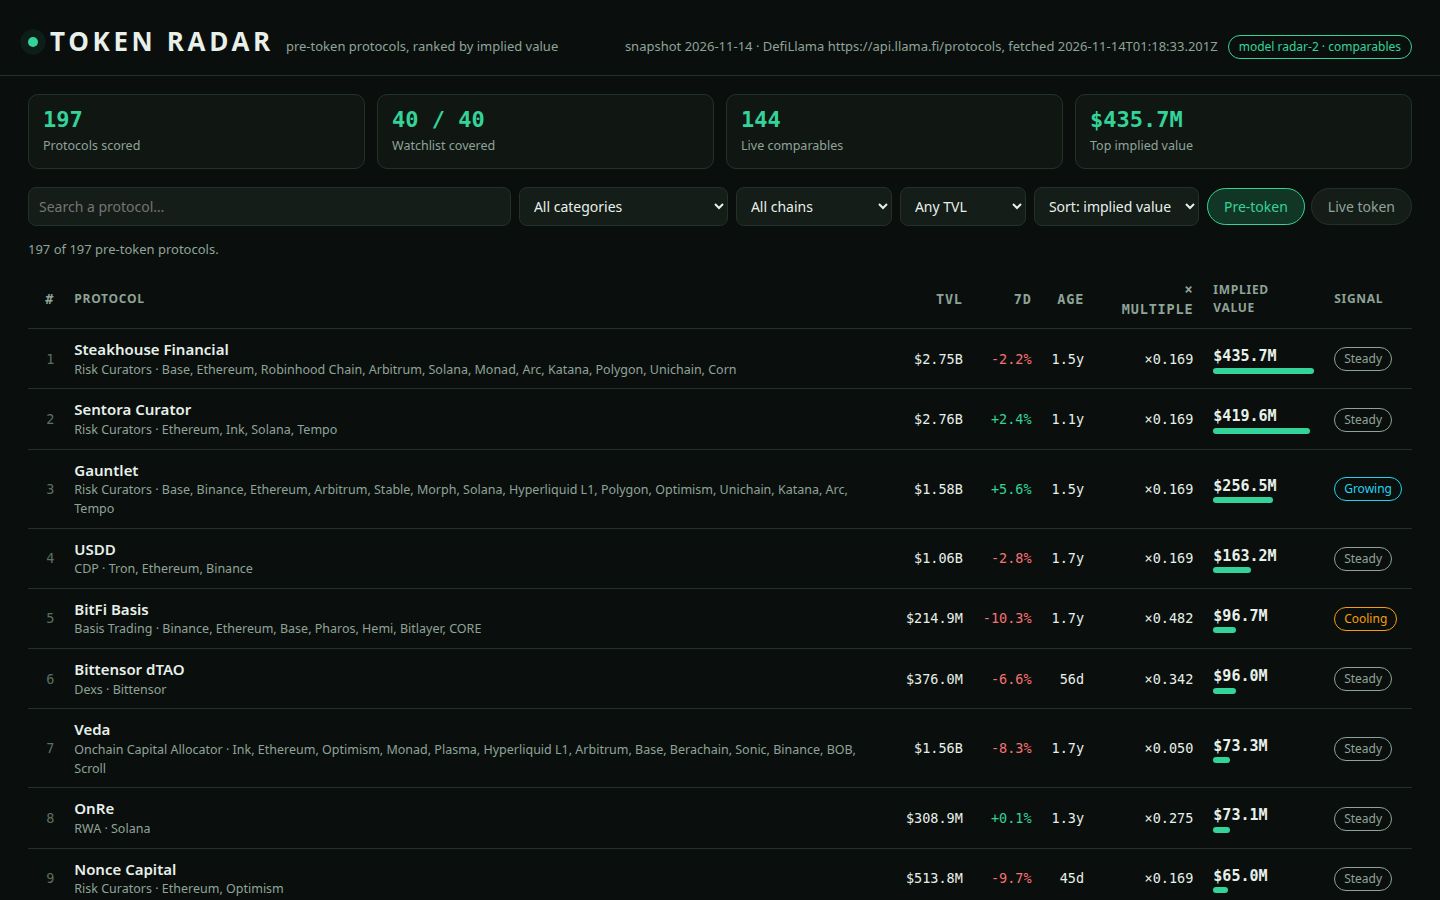 TOKEN RADAR pre-token protocols, ranked by implied value snapshot 2026-11-14 · DefiLlama https://api.llama.fi/protocols, fetched 2026-11-14T01:18:33.201Z model radar-2 · comparables
197 40 / 40 144 $435.7M
Protocols scored Watchlist covered Live comparables Top implied value
Search a protocol... All categories All chains Any TVL Sort: implied value Pre-token Live token
197 of 197 pre-token protocols.
# PROTOCOL TVL 7D AGE × MULTIPLE IMPLIED VALUE SIGNAL
1 Steakhouse Financial $2.75B -2.2% 1.5y ×0.169 $435.7M Steady
Risk Curators · Base, Ethereum, Robinhood Chain, Arbitrum, Solana, Monad, Arc, Katana, Polygon, Unichain, Corn
2 Sentora Curator $2.76B +2.4% 1.1y ×0.169 $419.6M Steady
Risk Curators · Ethereum, Ink, Solana, Tempo
3 Gauntlet $1.58B +5.6% 1.5y ×0.169 $256.5M Growing
Risk Curators · Base, Binance, Ethereum, Arbitrum, Stable, Morph, Solana, Hyperliquid L1, Polygon, Optimism, Unichain, Katana, Arc,
Tempo
4 USDD $1.06B -2.8% 1.7y ×0.169 $163.2M Steady
CDP · Tron, Ethereum, Binance
5 BitFi Basis $214.9M -10.3% 1.7y ×0.482 $96.7M Cooling
Basis Trading · Binance, Ethereum, Base, Pharos, Hemi, Bitlayer, CORE
6 Bittensor dTAO $376.0M -6.6% 56d ×0.342 $96.0M Steady
Dexs · Bittensor
7 Veda $1.56B -8.3% 1.7y ×0.050 $73.3M Steady
Onchain Capital Allocator · Ink, Ethereum, Optimism, Monad, Plasma, Hyperliquid L1, Arbitrum, Base, Berachain, Sonic, Binance, BOB,
Scroll
8 OnRe $308.9M +0.1% 1.3y ×0.275 $73.1M Steady
RWA · Solana
9 Nonce Capital $513.8M -9.7% 45d ×0.169 $65.0M Steady
Risk Curators · Ethereum, Optimism